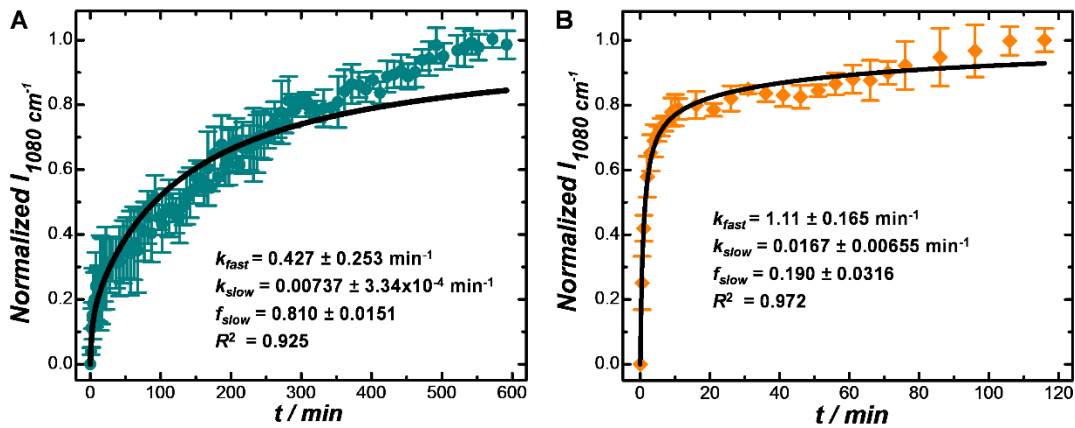 A
Normalized I1080 cm-1
1.0
0.8
0.6
0.4
0.2
0.0
kfast = 0.427 ± 0.253 min-1
kslow = 0.00737 ± 3.34x10-4 min-1
fslow = 0.810 ± 0.0151
R2 = 0.925
0 100 200 300 400 500 600
t / min
B
Normalized I1080 cm-1
1.0
0.8
0.6
0.4
0.2
0.0
kfast = 1.11 ± 0.165 min-1
kslow = 0.0167 ± 0.00655 min-1
fslow = 0.190 ± 0.0316
R2 = 0.972
0 20 40 60 80 100 120
t / min